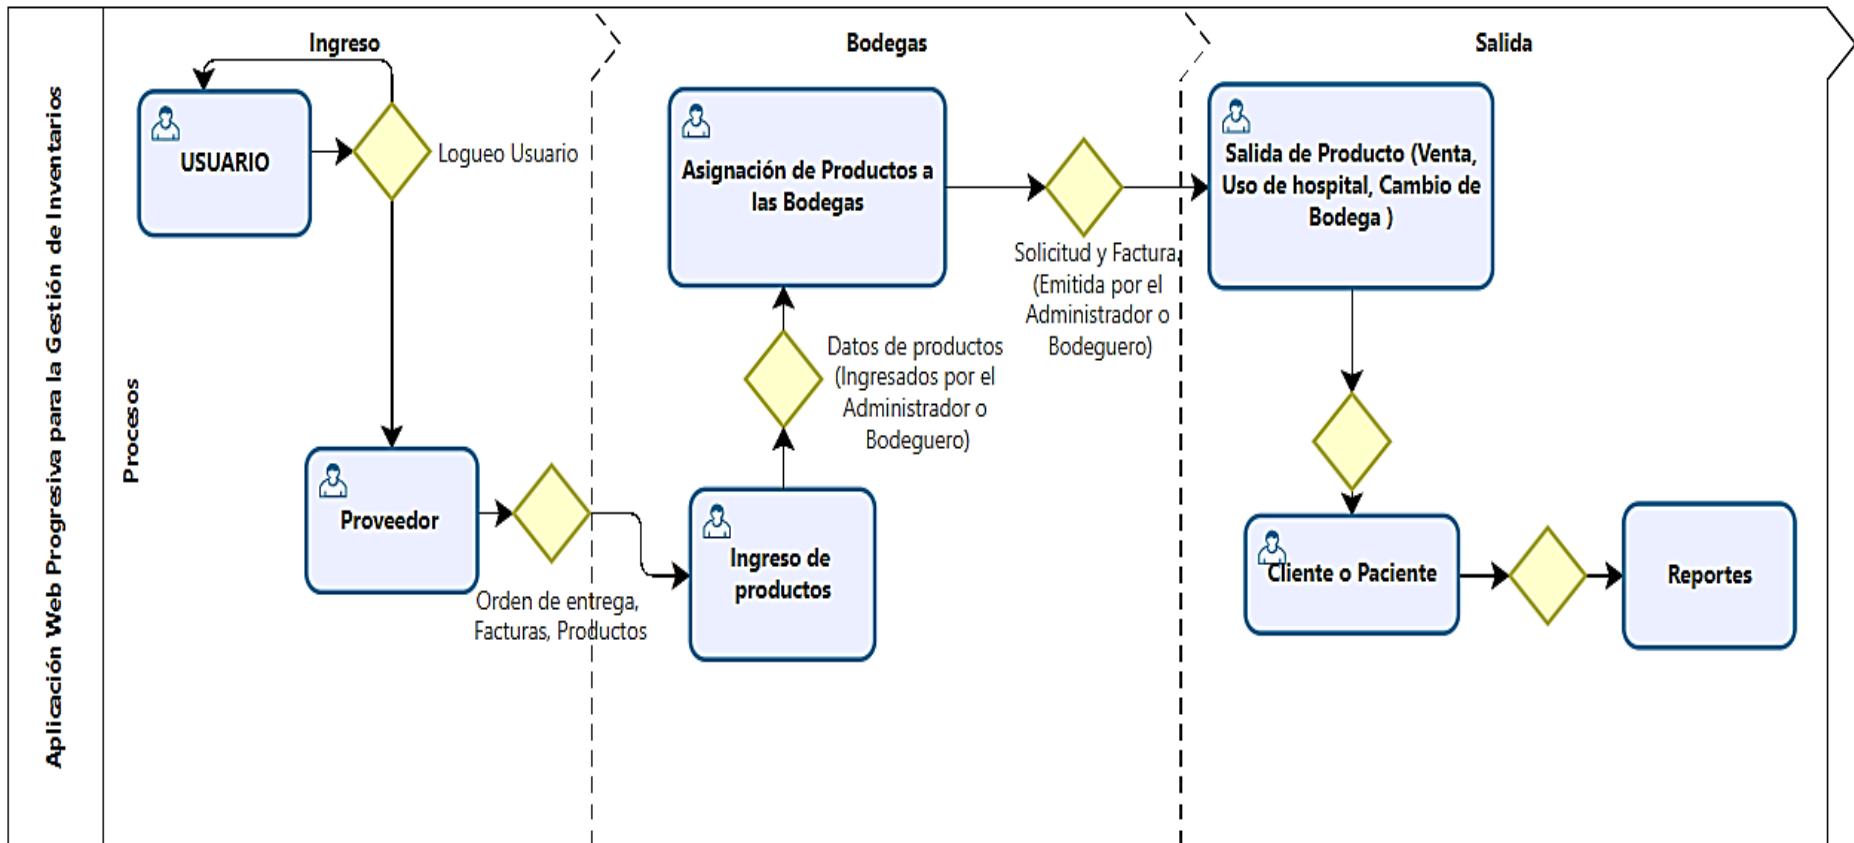 Aplicación Web Progresiva para la Gestión de Inventarios
Procesos
Ingreso
Bodegas
Salida
USUARIO
Logueo Usuario
Proveedor
Orden de entrega,
Facturas, Productos
Ingreso de
productos
Datos de productos
(Ingresados por el
Administrador o
Bodeguero)
Asignación de Productos a
las Bodegas
Solicitud y Factura.
(Emitida por el
Administrador o
Bodeguero)
Salida de Producto (Venta,
Uso de hospital, Cambio de
Bodega )
Cliente o Paciente
Reportes